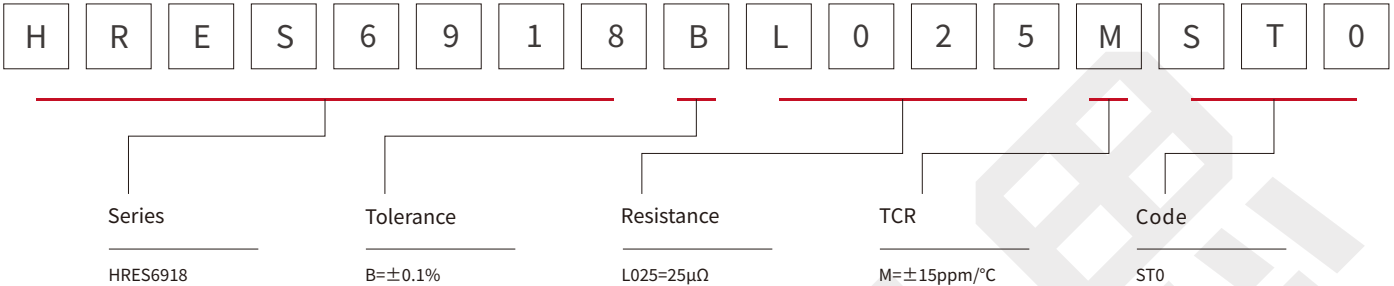 H R E S 6 9 1 8 B L 0 2 5 M S T 0
Series Tolerance Resistance TCR Code
HRES6918 B=±0.1% L025=25μΩ M=±15ppm/°C ST0